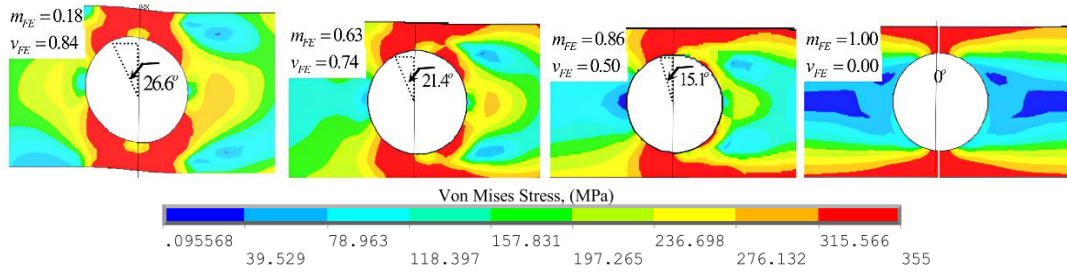 m_FE = 0.18
v_FE = 0.84
26.6°
m_FE = 0.63
v_FE = 0.74
21.4°
m_FE = 0.86
v_FE = 0.50
15.1°
m_FE = 1.00
v_FE = 0.00
0°
Von Mises Stress, (MPa)
.095568 78.963 157.831 236.698 315.566
39.529 118.397 197.265 276.132 355